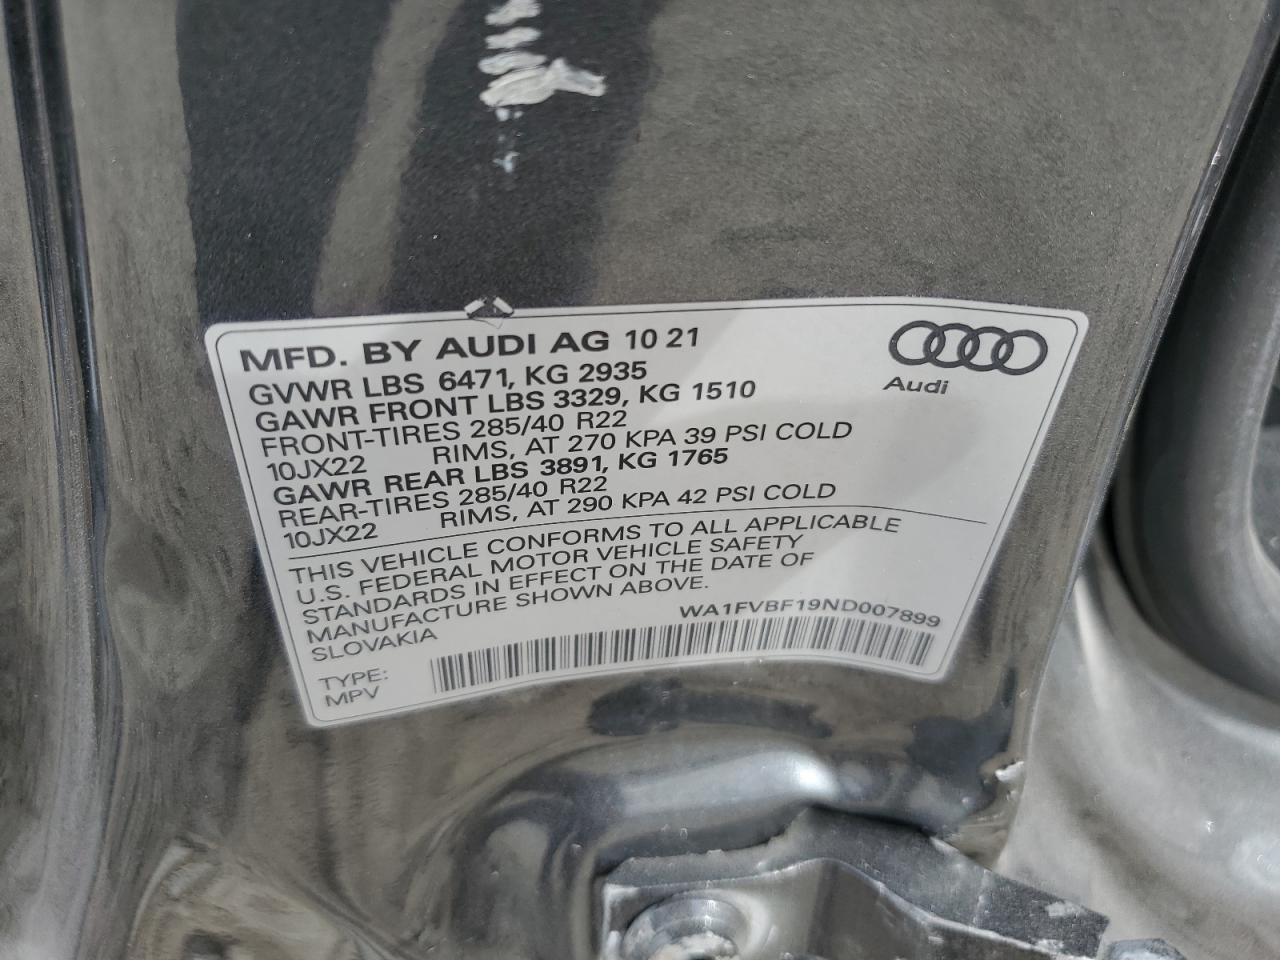 MFD. BY AUDI AG 10 21
Audi
GVWR LBS 6471, KG 2935
GAWR FRONT LBS 3329, KG 1510
FRONT-TIRES 285/40 R22
10JX22 RIMS, AT 270 KPA 39 PSI COLD
GAWR REAR LBS 3891, KG 1765
REAR-TIRES 285/40 R22
10JX22 RIMS, AT 290 KPA 42 PSI COLD
THIS VEHICLE CONFORMS TO ALL APPLICABLE
U.S. FEDERAL MOTOR VEHICLE SAFETY
STANDARDS IN EFFECT ON THE DATE OF
MANUFACTURE SHOWN ABOVE.
SLOVAKIA
WA1FVBF19ND007899
TYPE:
MPV